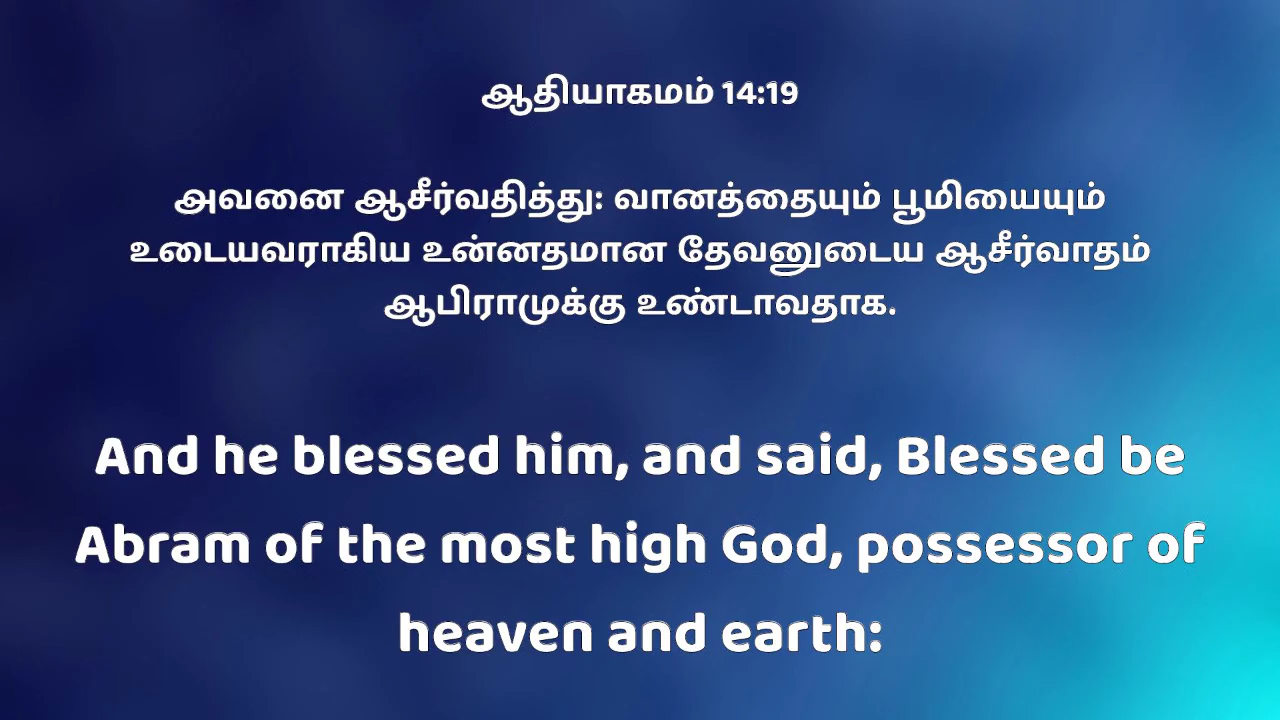 ஆதியாகமம் 14:19
அவனை ஆசீர்வதித்து: வானத்தையும் பூமியையும்
உடையவராகிய உன்னதமான தேவனுடைய ஆசீர்வாதம்
ஆபிராமுக்கு உண்டாவதாக.
And he blessed him, and said, Blessed be
Abram of the most high God, possessor of
heaven and earth: